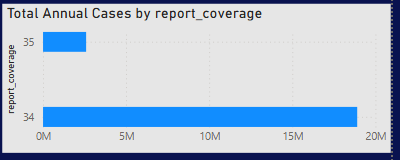 Total Annual Cases by report_coverage
report_coverage
35
34
0M 5M 10M 15M 20M